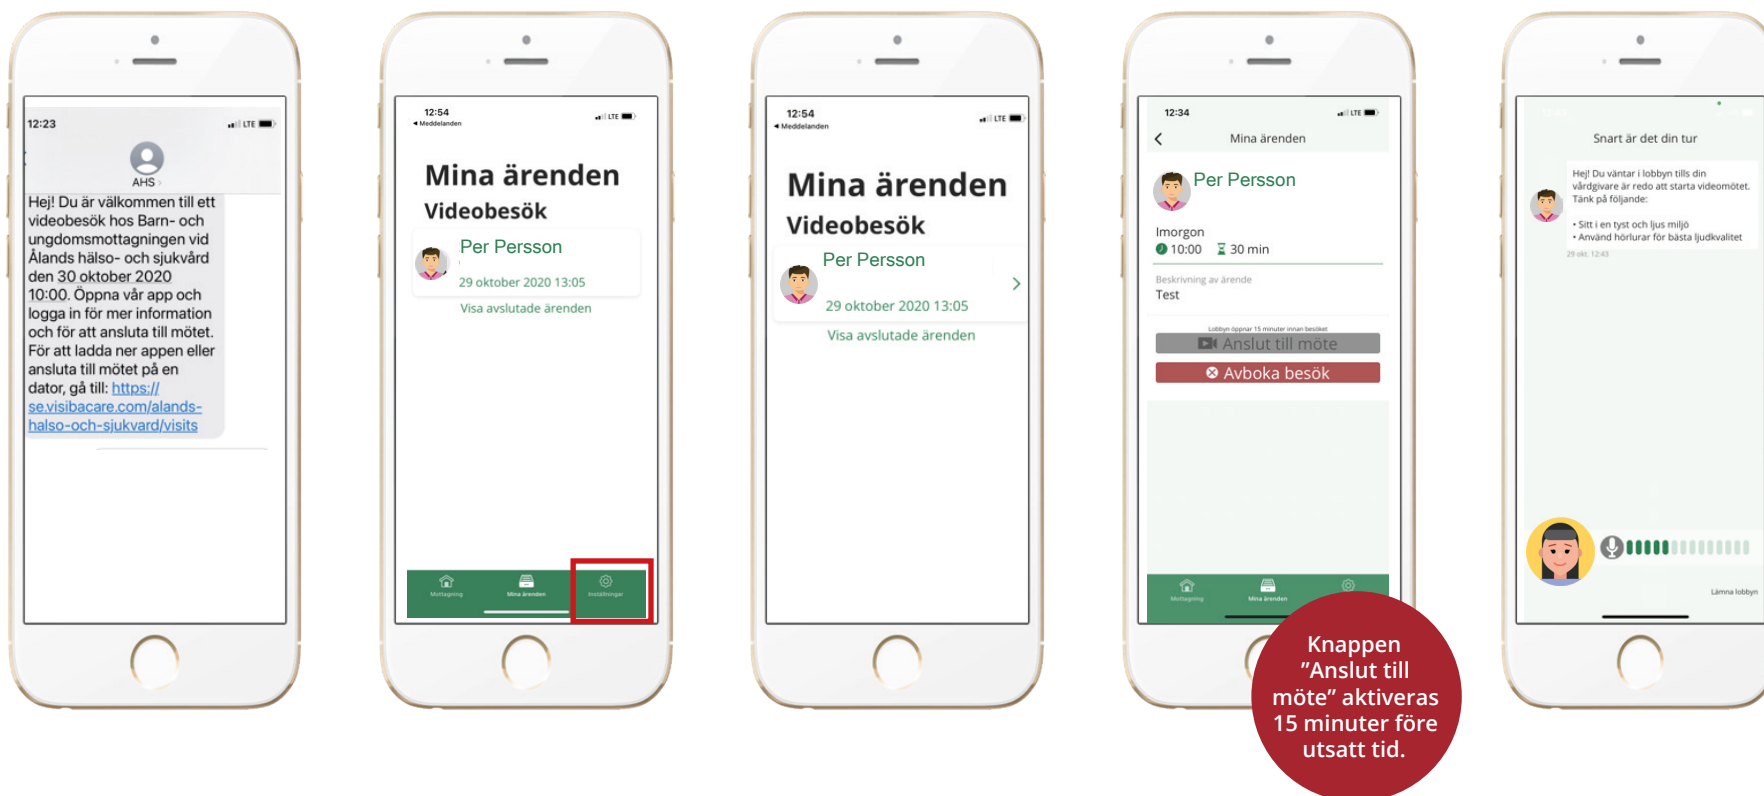 12:23
LTE
AHS
Hej! Du är välkommen till ett
videobesök hos Barn- och
ungdomsmottagningen vid
Ålands hälso- och sjukvård
den 30 oktober 2020
10:00. Öppna vår app och
logga in för mer information
och för att ansluta till mötet.
För att ladda ner appen eller
ansluta till mötet på en
dator, gå till: https://
se.visibacare.com/alands-
halso-och-sjukvard/visits
12:54
LTE
Meddelanden
Mina ärenden
Videobesök
Per Persson
29 oktober 2020 13:05
Visa avslutade ärenden
Mottagning
Mina ärenden
Inställningar
12:54
LTE
Meddelanden
Mina ärenden
Videobesök
Per Persson
29 oktober 2020 13:05
Visa avslutade ärenden
12:34
LTE
Mina ärenden
Per Persson
Imorgon
10:00 30 min
Beskrivning av ärende
Test
Lobbyn öppnar 15 minuter innan besöket
Anslut till möte
Avboka besök
Mottagning
Mina ärenden
Knappen
”Anslut till
möte” aktiveras
15 minuter före
utsatt tid.
Snart är det din tur
Hej! Du väntar i lobbyn tills din
vårdgivare är redo att starta videomötet.
Tänk på följande:
• Sitt i en tyst och ljus miljö
• Använd hörlurar för bästa ljudkvalitet
29 okt. 12:43
Lämna lobbyn